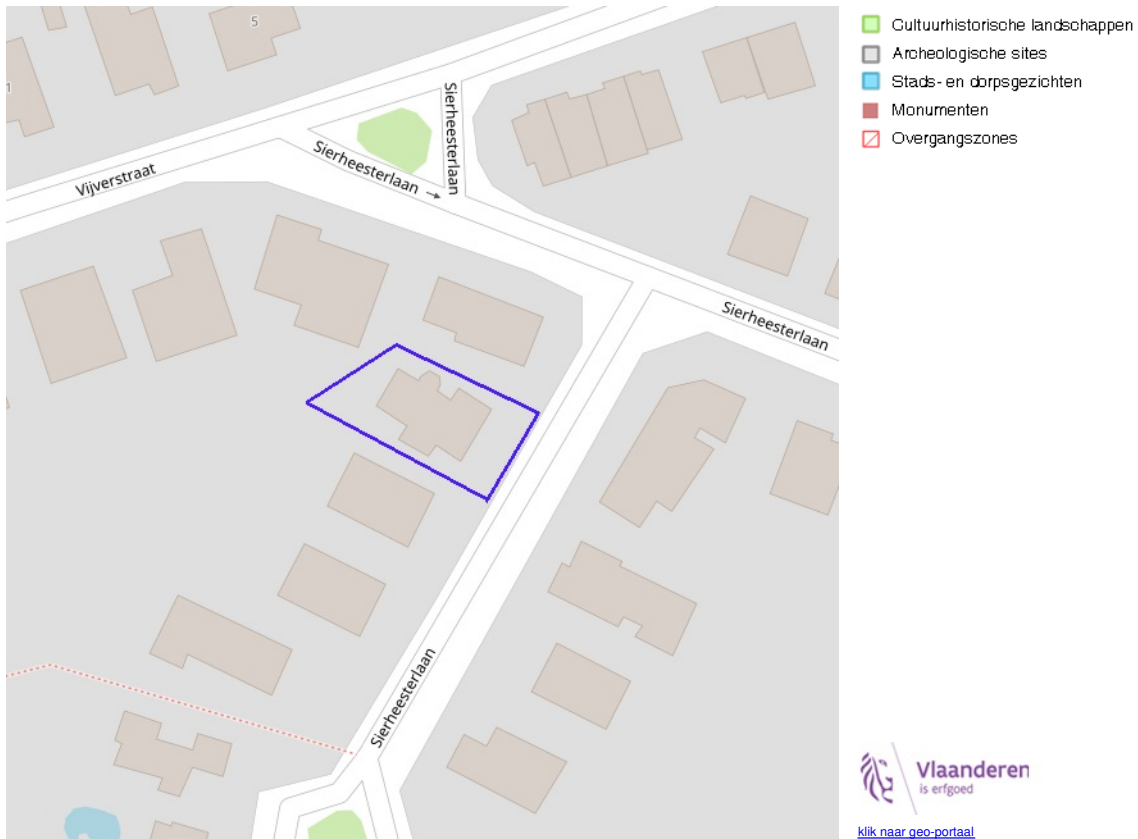 5
1
Vijverstraat
Sierheesterlaan
Sierheesterlaan →
Sierheesterlaan
Sierheesterlaan
Cultuurhistorische landschappen
Archeologische sites
Stads- en dorpsgezichten
Monumenten
Overgangszones
Vlaanderen
is erfgoed
klik naar geo-portaal